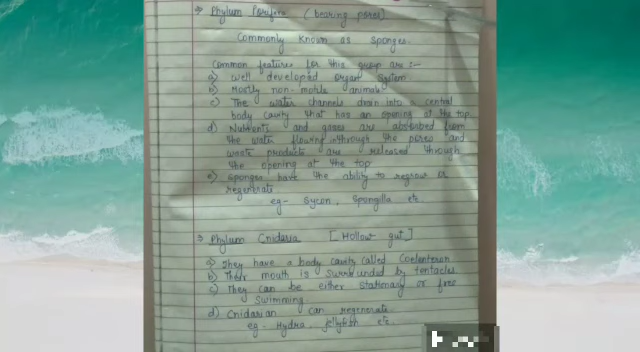 ⇒ Phylum Porifera (bearing pores)
Commonly known as sponges.
Common features for this group are :-
a) well developed organ system
b) Mostly non-motile animals
c) The water channels drain into a central
body cavity that has an opening at the top
d) Nutrients and gases are absorbed from
the water flowing inthrough the pores and
waste products are released through
the opening at the top
e) Sponges have the ability to regrow or
regenerate
eg- Sycon, Spongilla etc.
⇒ Phylum Cnidaria [Hollow gut]
a) They have a body cavity called Coelenteron
b) Their mouth is surrounded by tentacles
c) They can be either stationary or free
swimming
d) Cnidarian can regenerate
eg- Hydra, jellyfish etc.